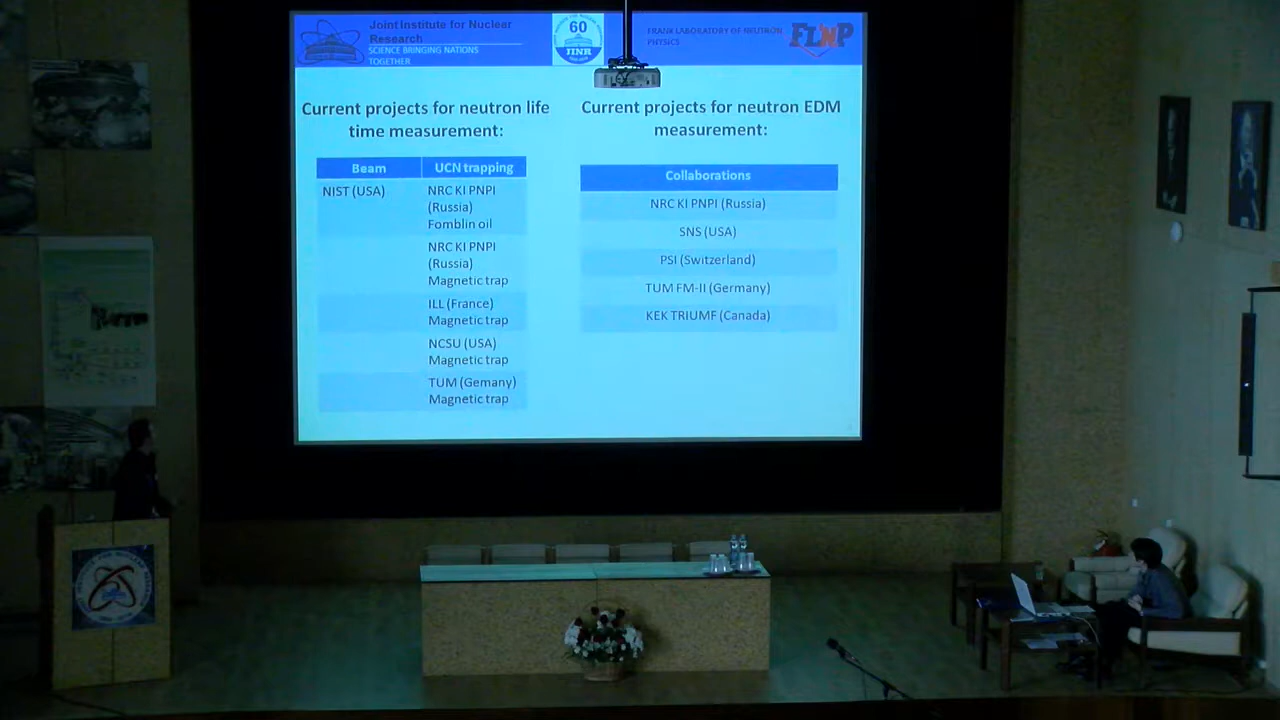 Joint Institute for Nuclear
Research
SCIENCE BRINGING NATIONS
TOGETHER
60
JINR
FRANK LABORATORY OF NEUTRON
PHYSICS
FLNP
Current projects for neutron life
time measurement:
Beam UCN trapping
NIST (USA) NRC KI PNPI
(Russia)
Fomblin oil
NRC KI PNPI
(Russia)
Magnetic trap
ILL (France)
Magnetic trap
NCSU (USA)
Magnetic trap
TUM (Gemany)
Magnetic trap
Current projects for neutron EDM
measurement:
Collaborations
NRC KI PNPI (Russia)
SNS (USA)
PSI (Switzerland)
TUM FM-II (Germany)
KEK TRIUMF (Canada)